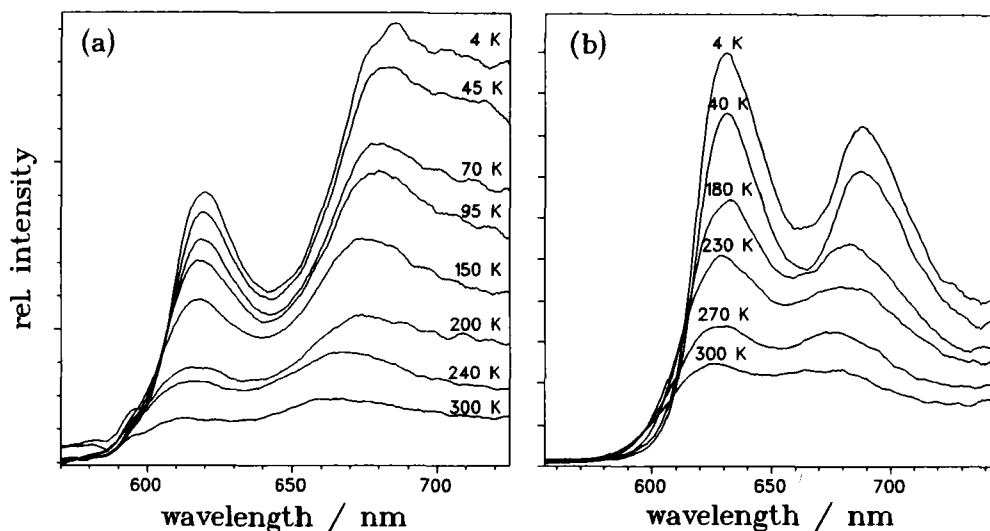 (a)
4 K
45 K
70 K
95 K
150 K
200 K
240 K
300 K
rel. intensity
600 650 700
wavelength / nm
(b)
4 K
40 K
180 K
230 K
270 K
300 K
600 650 700
wavelength / nm